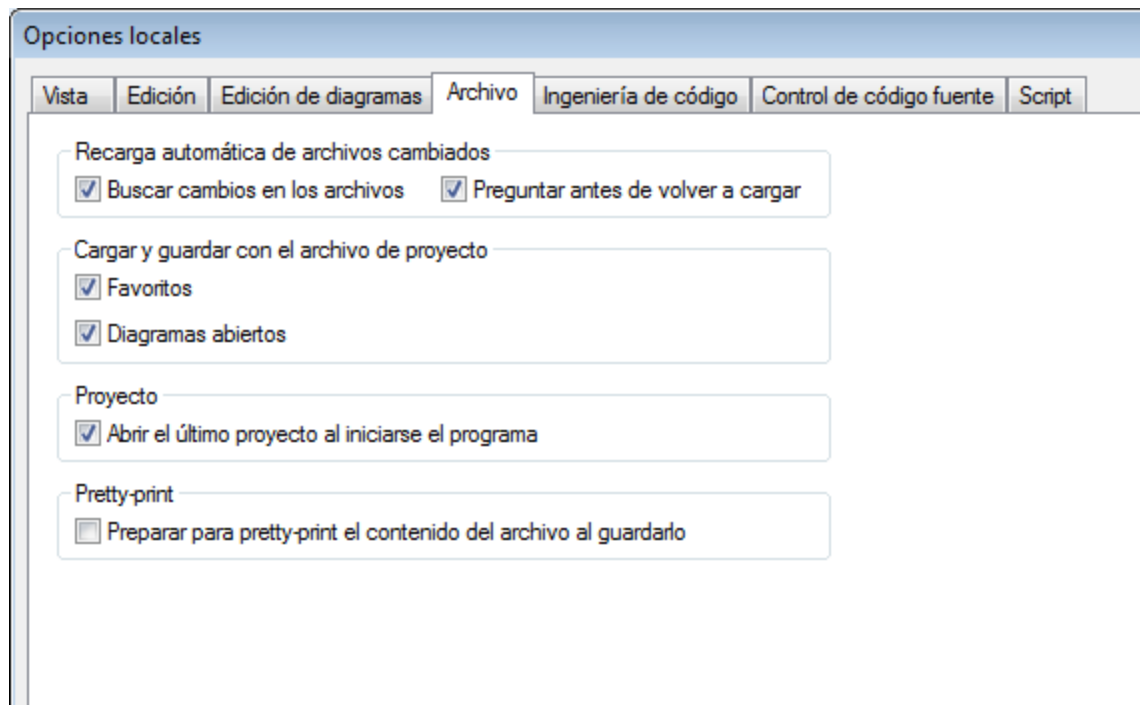 Opciones locales
Vista Edición Edición de diagramas Archivo Ingeniería de código Control de código fuente Script
Recarga automática de archivos cambiados
Buscar cambios en los archivos Preguntar antes de volver a cargar
Cargar y guardar con el archivo de proyecto
Favoritos
Diagramas abiertos
Proyecto
Abrir el último proyecto al iniciarse el programa
Pretty-print
Preparar para pretty-print el contenido del archivo al guardarlo